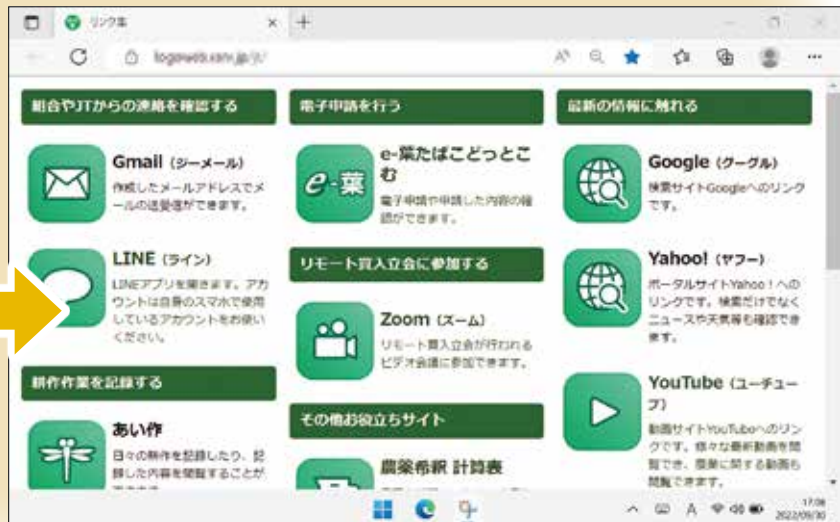 リンク集
組合やJTからの連絡を確認する
Gmail (ジーメール)
作成したメールアドレスでメ
ールの送受信ができます。
LINE (ライン)
LINEアプリを開きます。アカ
ウントは自身のスマホで使用
しているアカウントをお使い
ください。
耕作作業を記録する
あい作
日々の耕作を記録したり、記
録した内容を閲覧することが
電子申請を行う
e-葉
e-葉たばこどっとこ
む
電子申請や申請した内容の確
認ができます。
リモート買入立会に参加する
Zoom (ズーム)
リモート買入立会が行われる
ビデオ会議に参加できます。
その他お役立ちサイト
農薬希釈 計算表
最新の情報に触れる
Google (グーグル)
検索サイトGoogleへのリンク
です。
Yahoo! (ヤフー)
ポータルサイトYahoo!への
リンクです。検索だけでなく
ニュースや天気等も確認でき
ます。
YouTube (ユーチュー
ブ)
動画サイトYouTubeへのリン
クです。様々な最新動画を閲
覧でき、農業に関する動画も
閲覧できます。
A
17:08
2022/09/30